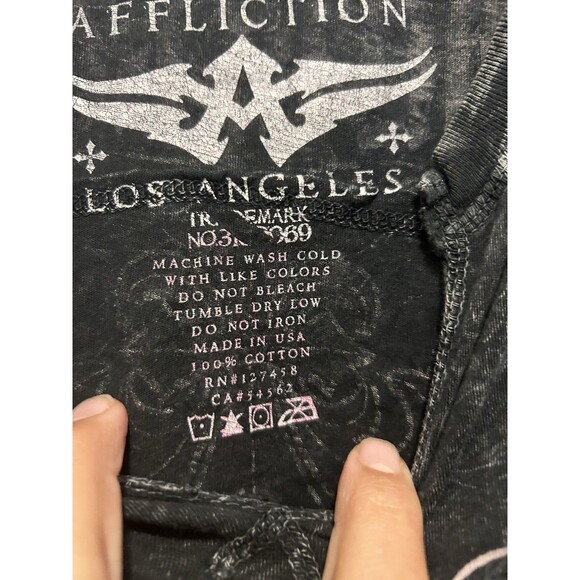 AFFLICTION
LOS ANGELES
MACHINE WASH COLD
WITH LIKE COLORS
DO NOT BLEACH
TUMBLE DRY LOW
DO NOT IRON
MADE IN USA
100% COTTON
RN#127458
CA#54562